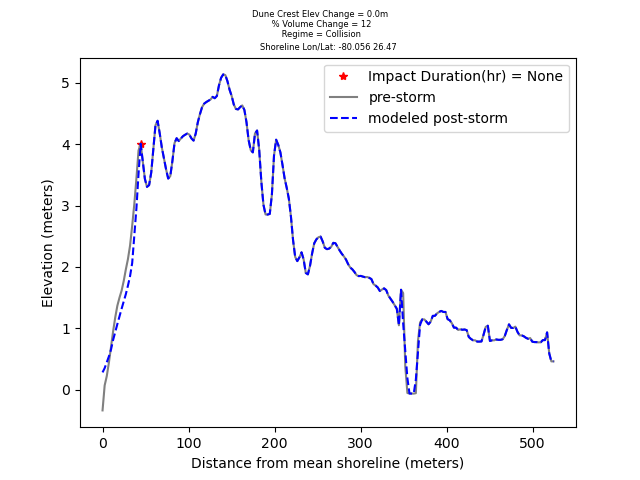 Dune Crest Elev Change = 0.0m
% Volume Change = 12
Regime = Collision
Shoreline Lon/Lat: -80.056 26.47
Impact Duration(hr) = None
pre-storm
modeled post-storm
5
4
3
2
1
0
Elevation (meters)
0 100 200 300 400 500
Distance from mean shoreline (meters)